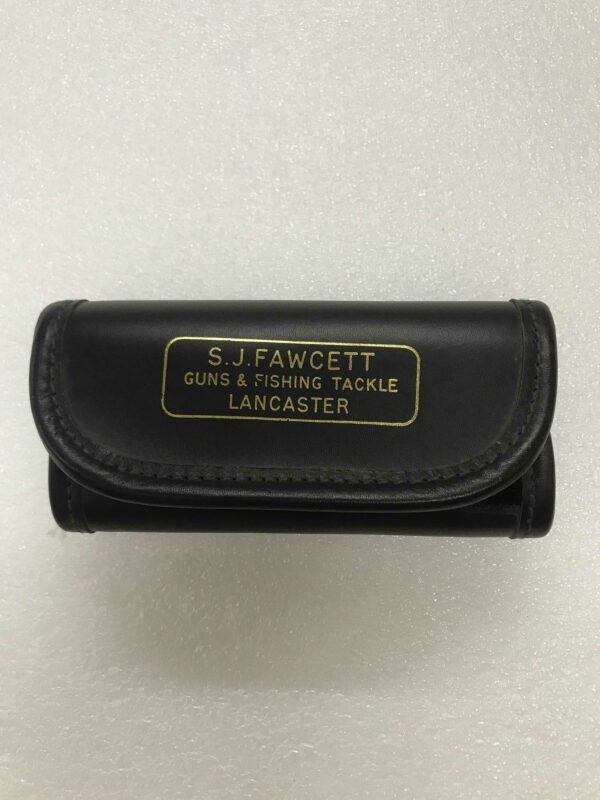 S.J.FAWCETT
GUNS & FISHING TACKLE
LANCASTER